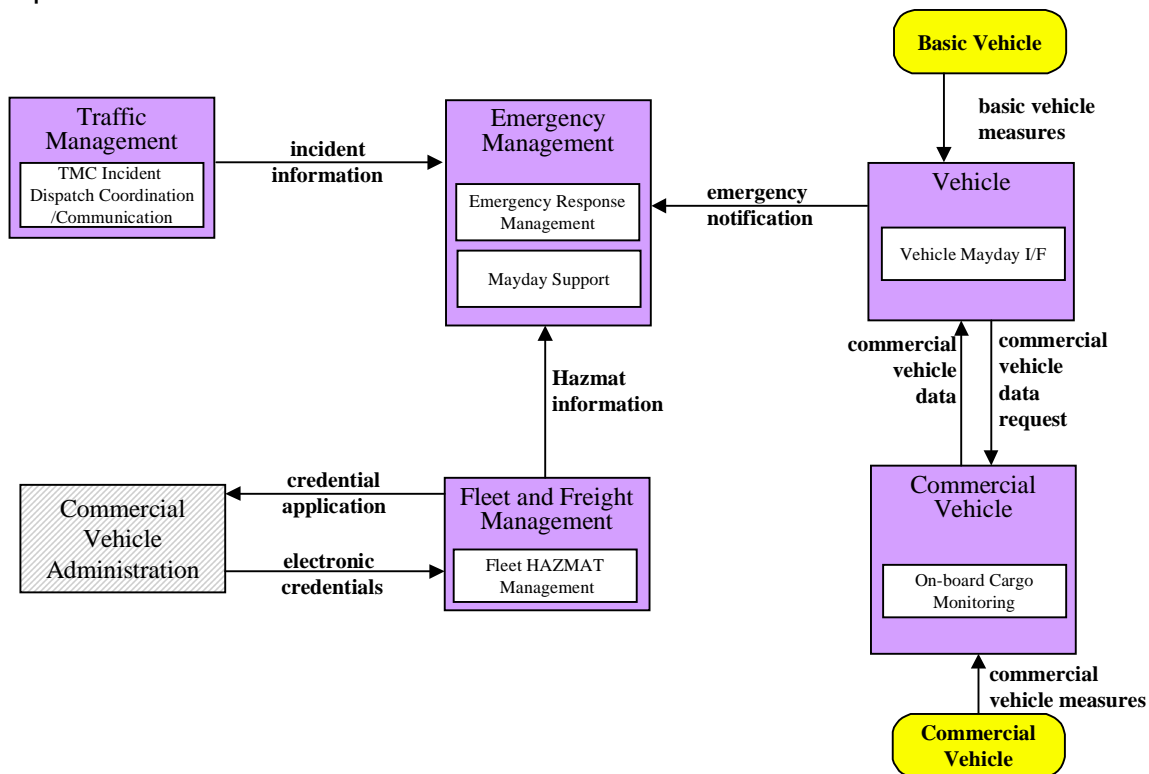 Basic Vehicle
basic vehicle
measures
Traffic
Management
TMC Incident
Dispatch Coordination
/Communication
incident
information
Emergency
Management
Emergency Response
Management
Mayday Support
emergency
notification
Vehicle
Vehicle Mayday I/F
commercial
vehicle
data
commercial
vehicle
data
request
Hazmat
information
Commercial
Vehicle
Administration
credential
application
electronic
credentials
Fleet and Freight
Management
Fleet HAZMAT
Management
Commercial
Vehicle
On-board Cargo
Monitoring
commercial
vehicle measures
Commercial
Vehicle